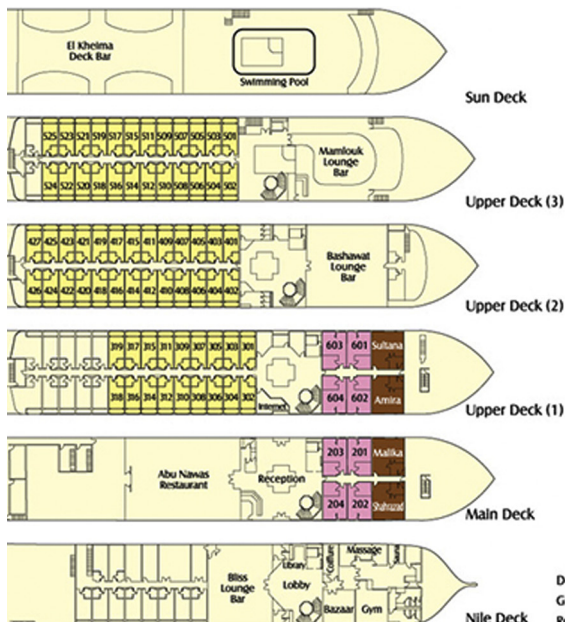 El Kheima
Deck Bar
Swimming Pool
Sun Deck
525 523 521 519 517 515 511 509 507 505 503 501
Mamlouk
Lounge
Bar
524 522 520 518 516 514 512 510 508 506 504 502
Upper Deck (3)
427 425 423 421 419 417 415 411 409 407 405 403 401
Bashawat
Lounge
Bar
426 424 422 420 418 416 414 412 410 408 406 404 402
Upper Deck (2)
319 317 315 311 309 307 305 303 301
603 601 Sultana
318 316 314 312 310 308 306 304 302
Internet
604 602 Amira
Upper Deck (1)
203 201 Malika
Abu Nawas
Restaurant
Reception
204 202 Shahrazad
Main Deck
Bliss
Lounge
Bar
Library
Lobby
Coiffure
Massage
Sauna
Bazaar
Gym
Nile Deck
D
G